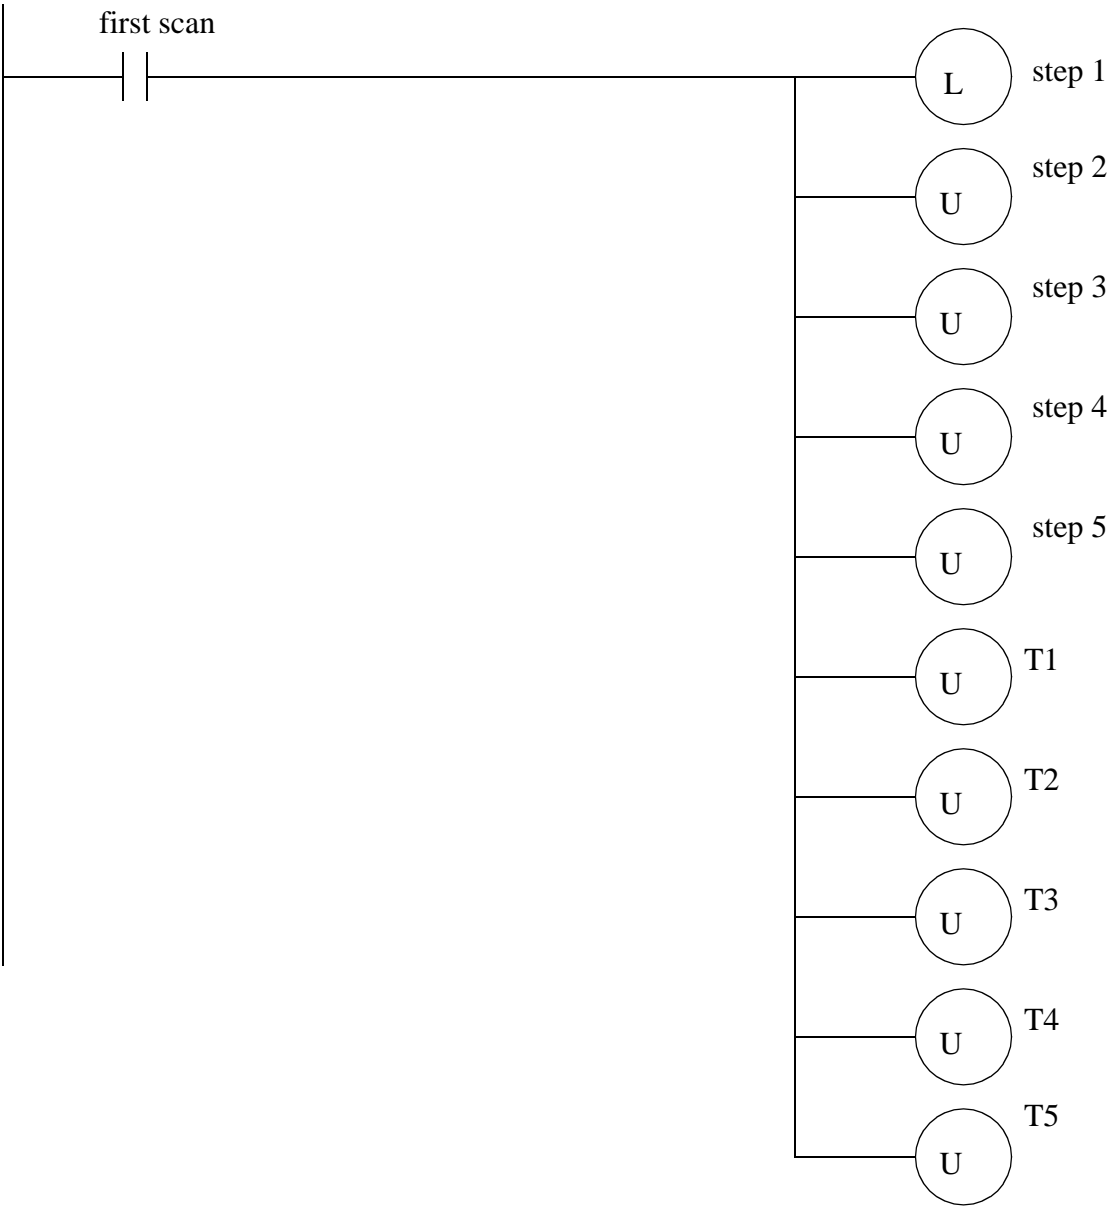 first scan
L step 1
U step 2
U step 3
U step 4
U step 5
U T1
U T2
U T3
U T4
U T5